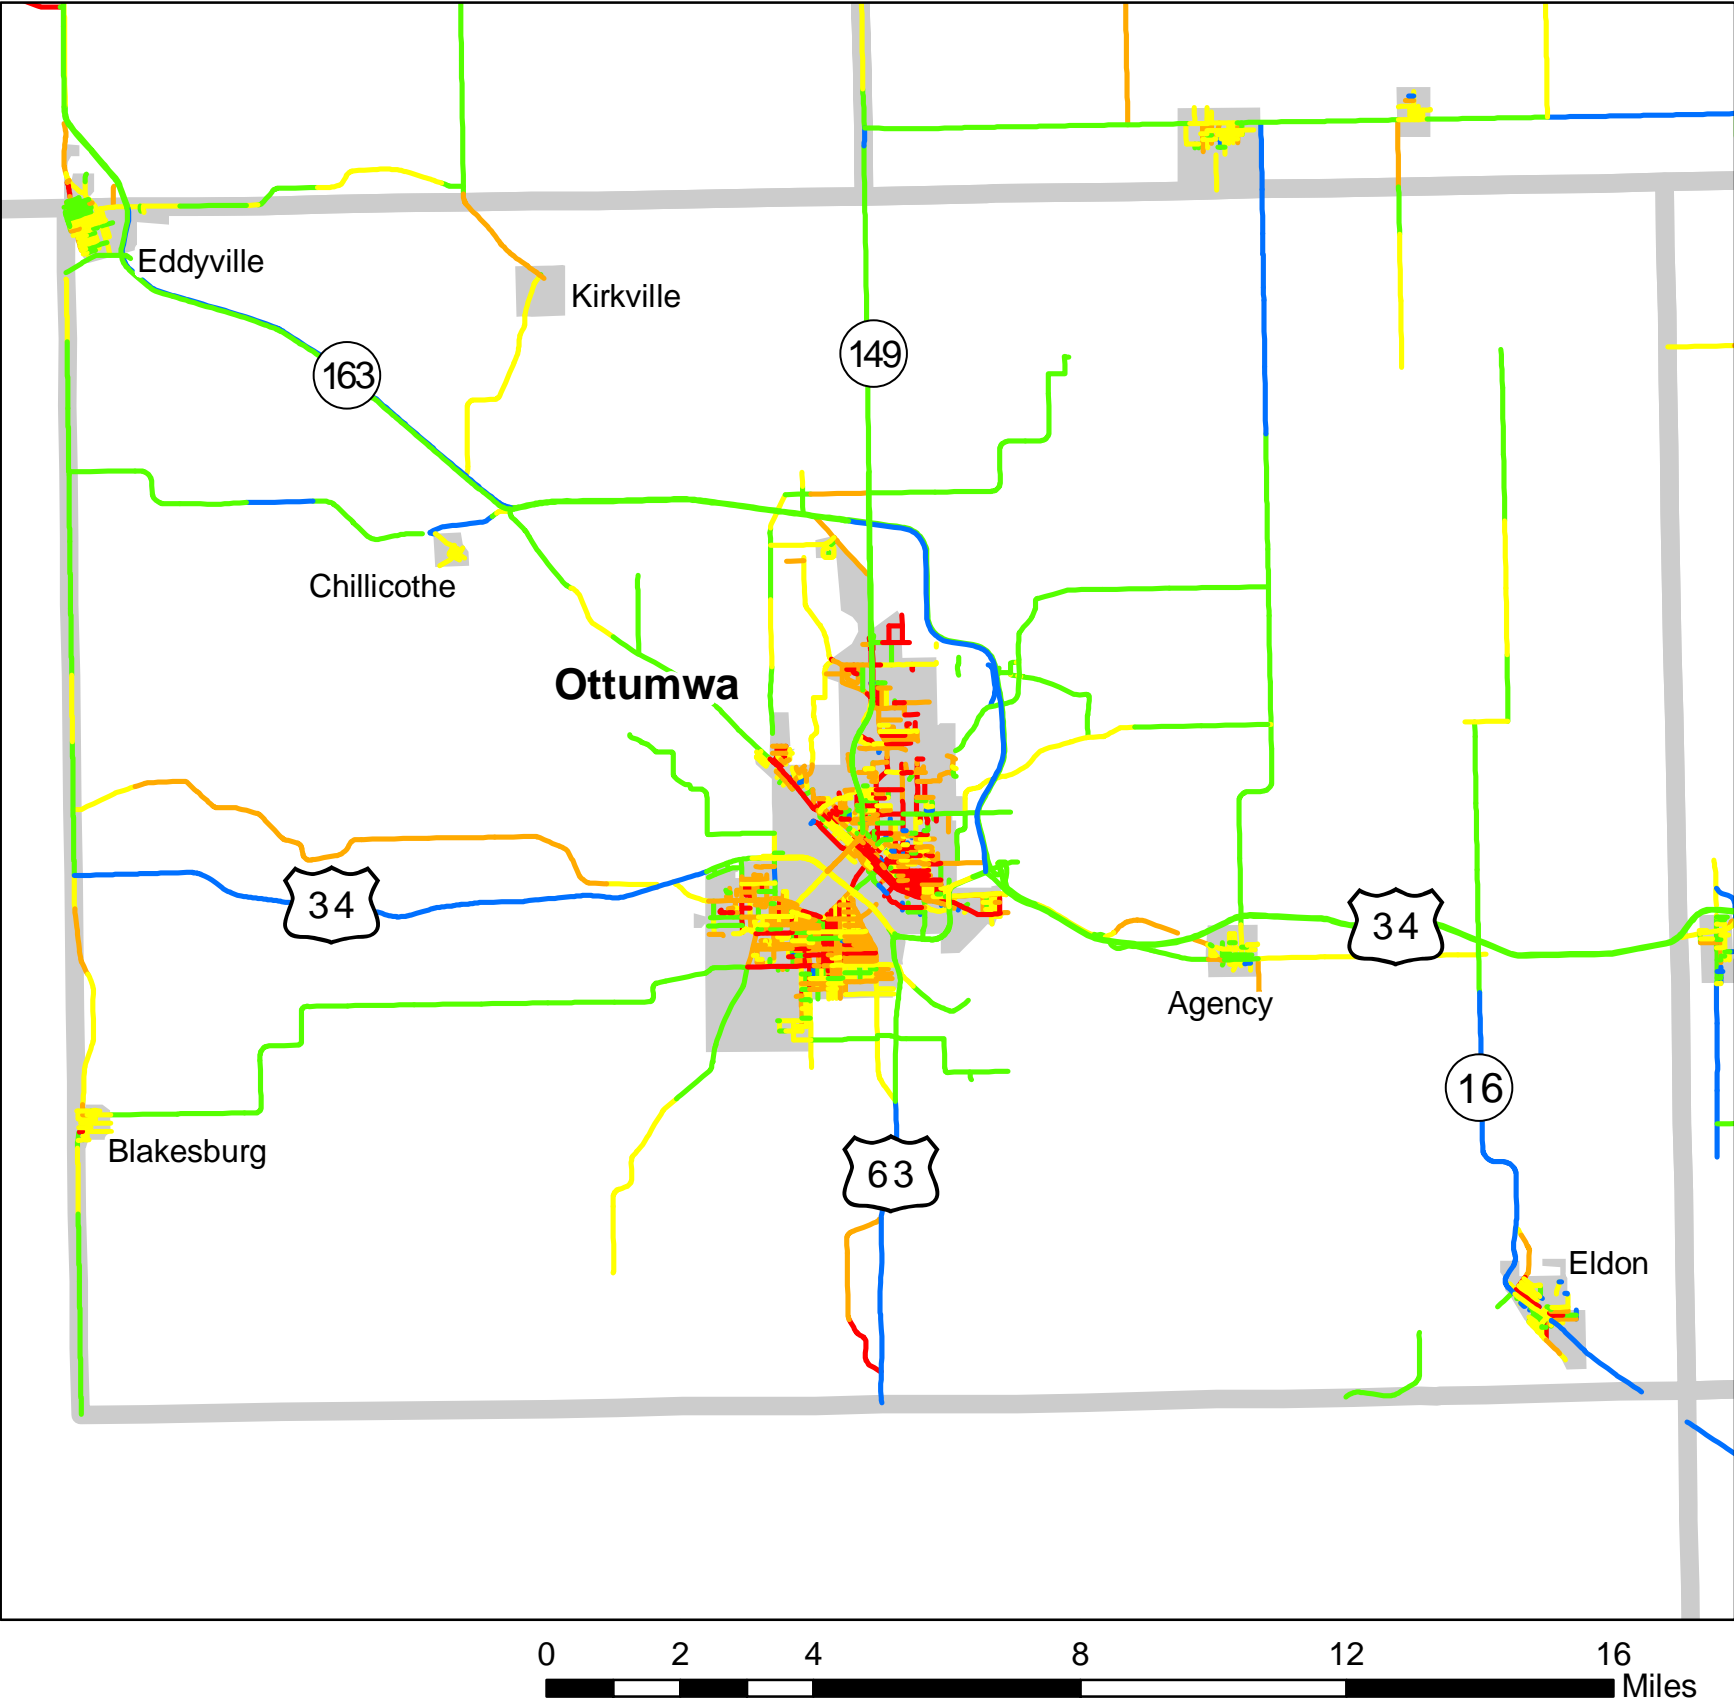 Eddyville
Kirkville
149
163
Chillicothe
Ottumwa
34
34
Agency
16
Blakesburg
63
Eldon
0 2 4 8 12 16
Miles